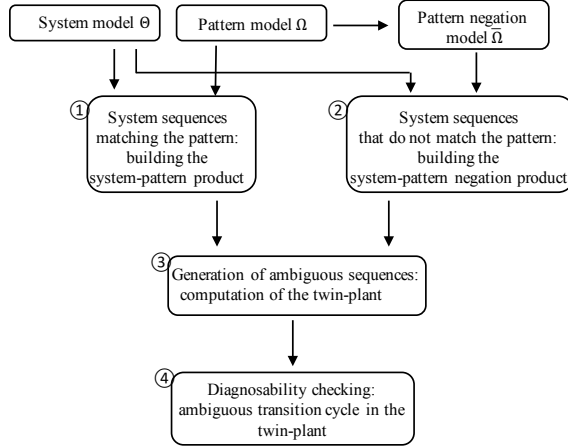 System model Θ
Pattern model Ω
Pattern negation
model Ω̅
①
System sequences
matching the pattern:
building the
system-pattern product
②
System sequences
that do not match the pattern:
building the
system-pattern negation product
③
Generation of ambiguous sequences:
computation of the twin-plant
④
Diagnosability checking:
ambiguous transition cycle in the
twin-plant